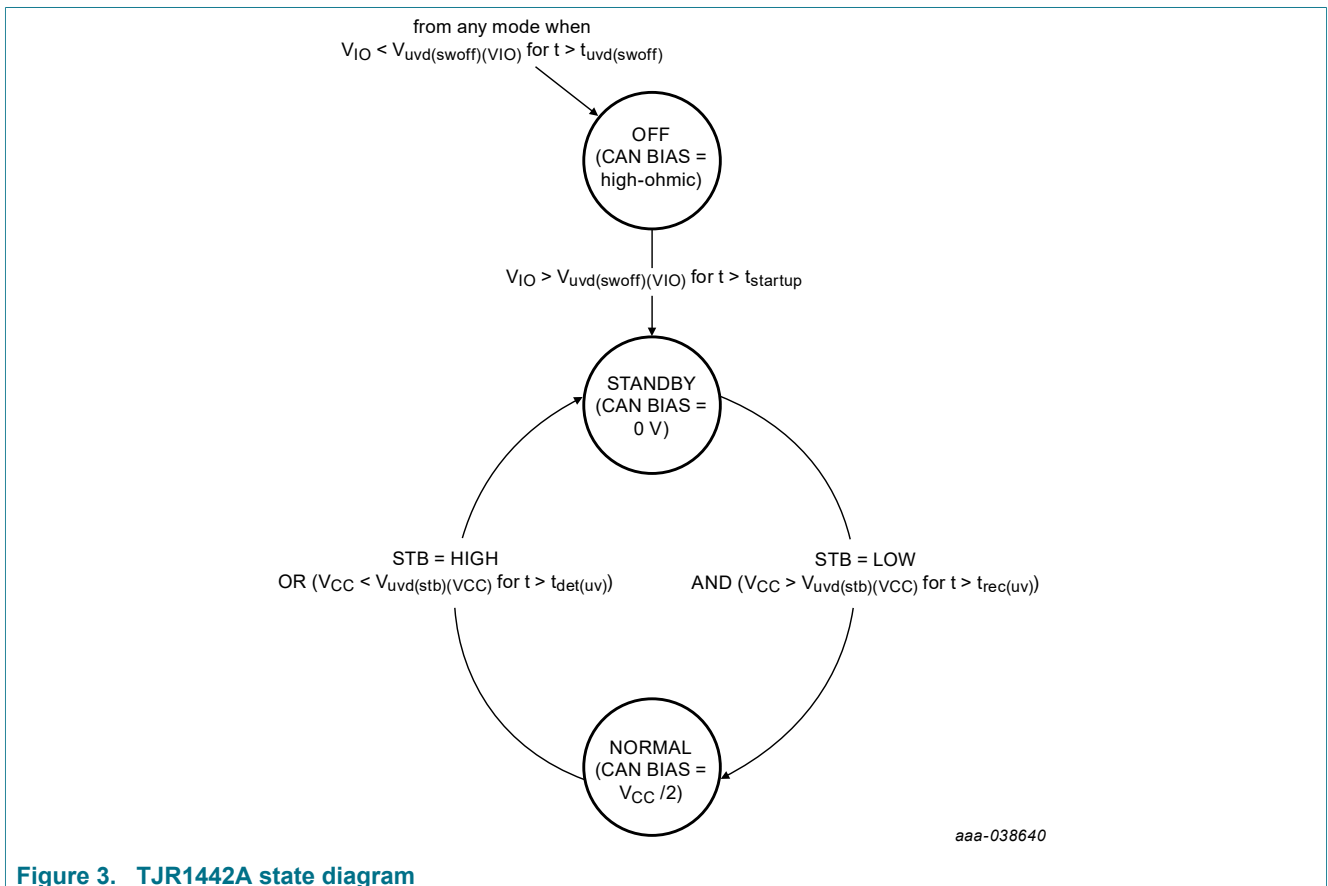 from any mode when
VIO < Vuvd(swoff)(VIO) for t > tuvd(swoff)
OFF
(CAN BIAS =
high-ohmic)
VIO > Vuvd(swoff)(VIO) for t > tstartup
STANDBY
(CAN BIAS =
0 V)
STB = HIGH
OR (VCC < Vuvd(stb)(VCC) for t > tdet(uv))
STB = LOW
AND (VCC > Vuvd(stb)(VCC) for t > trec(uv))
NORMAL
(CAN BIAS =
VCC /2)
aaa-038640
Figure 3. TJR1442A state diagram